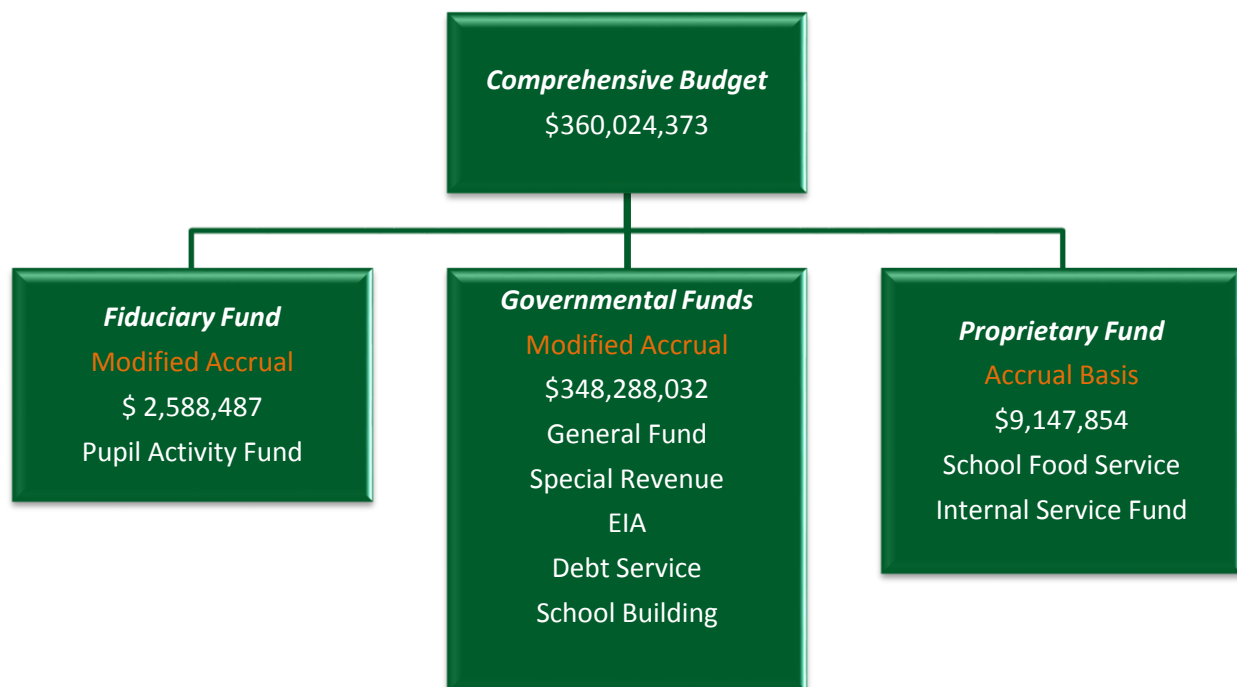 Comprehensive Budget
$360,024,373
Fiduciary Fund
Modified Accrual
$ 2,588,487
Pupil Activity Fund
Governmental Funds
Modified Accrual
$348,288,032
General Fund
Special Revenue
EIA
Debt Service
School Building
Proprietary Fund
Accrual Basis
$9,147,854
School Food Service
Internal Service Fund